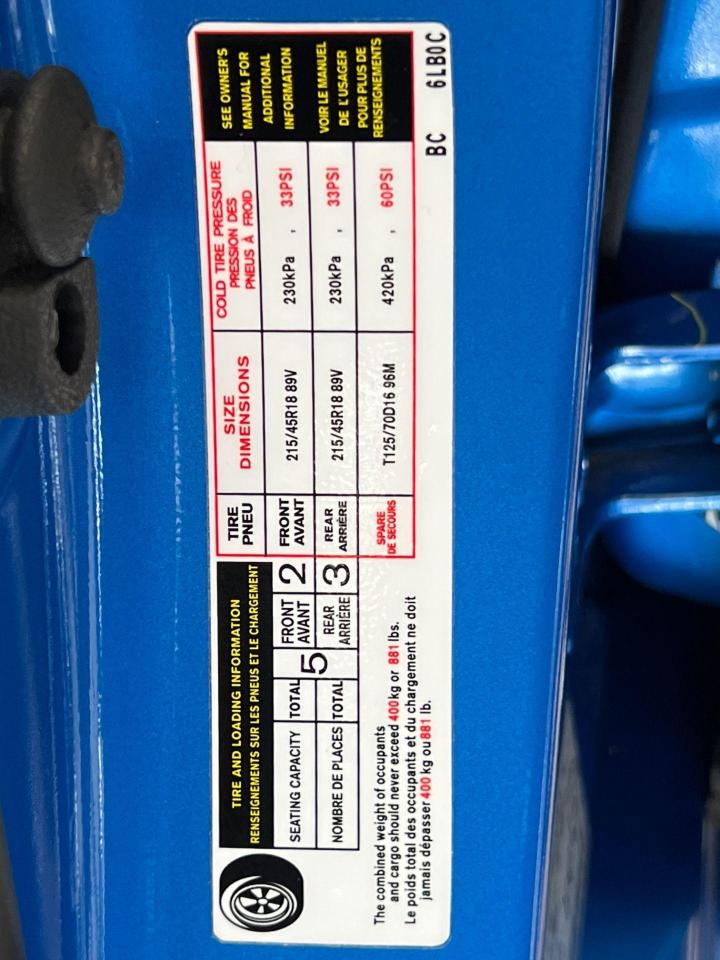 TIRE AND LOADING INFORMATION
RENSEIGNEMENTS SUR LES PNEUS ET LE CHARGEMENT
SEATING CAPACITY TOTAL 5 FRONT AVANT 2
NOMBRE DE PLACES TOTAL REAR ARRIÈRE 3
The combined weight of occupants
and cargo should never exceed 400kg or 881 lbs.
Le poids total des occupants et du chargement ne doit
jamais dépasser 400 kg ou 881 lb.
TIRE
PNEU
SIZE
DIMENSIONS
COLD TIRE PRESSURE
PRESSION DES
PNEUS À FROID
SEE OWNER'S
MANUAL FOR
ADDITIONAL
INFORMATION
VOIR LE MANUEL
DE L'USAGER
POUR PLUS DE
RENSEIGNEMENTS
FRONT
AVANT
215/45R18 89V
230kPa , 33PSI
REAR
ARRIÈRE
215/45R18 89V
230kPa , 33PSI
SPARE
DE SECOURS
T125/70D16 96M
420kPa , 60PSI
BC 6LB0C